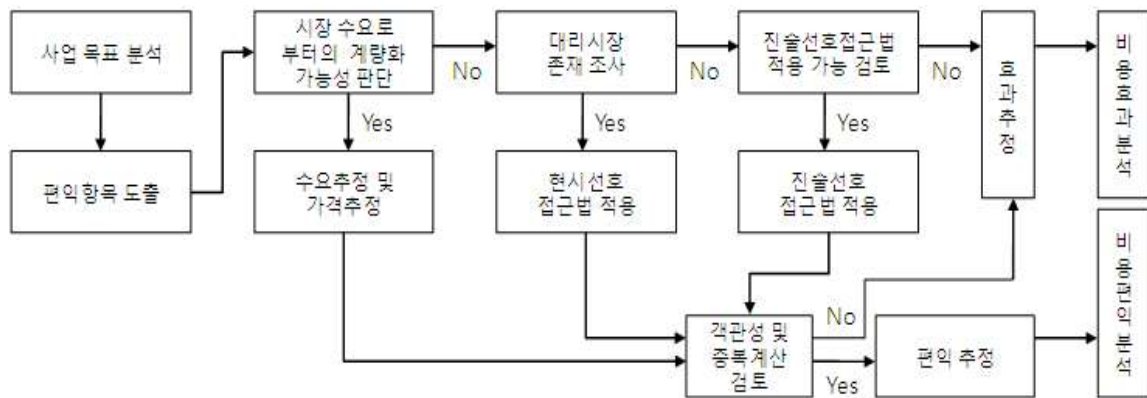 사업 목표 분석
시장 수요로
부터의 계량화
가능성 판단
No
대리시장
존재 조사
No
진술선호접근법
적용 가능 검토
No
효과추정
비용효과분석
Yes
Yes
Yes
편익항목 도출
수요추정 및
가격추정
현시선호
접근법 적용
진술선호
접근법 적용
객관성 및
중복계산
검토
No
Yes
편익 추정
비용편익분석